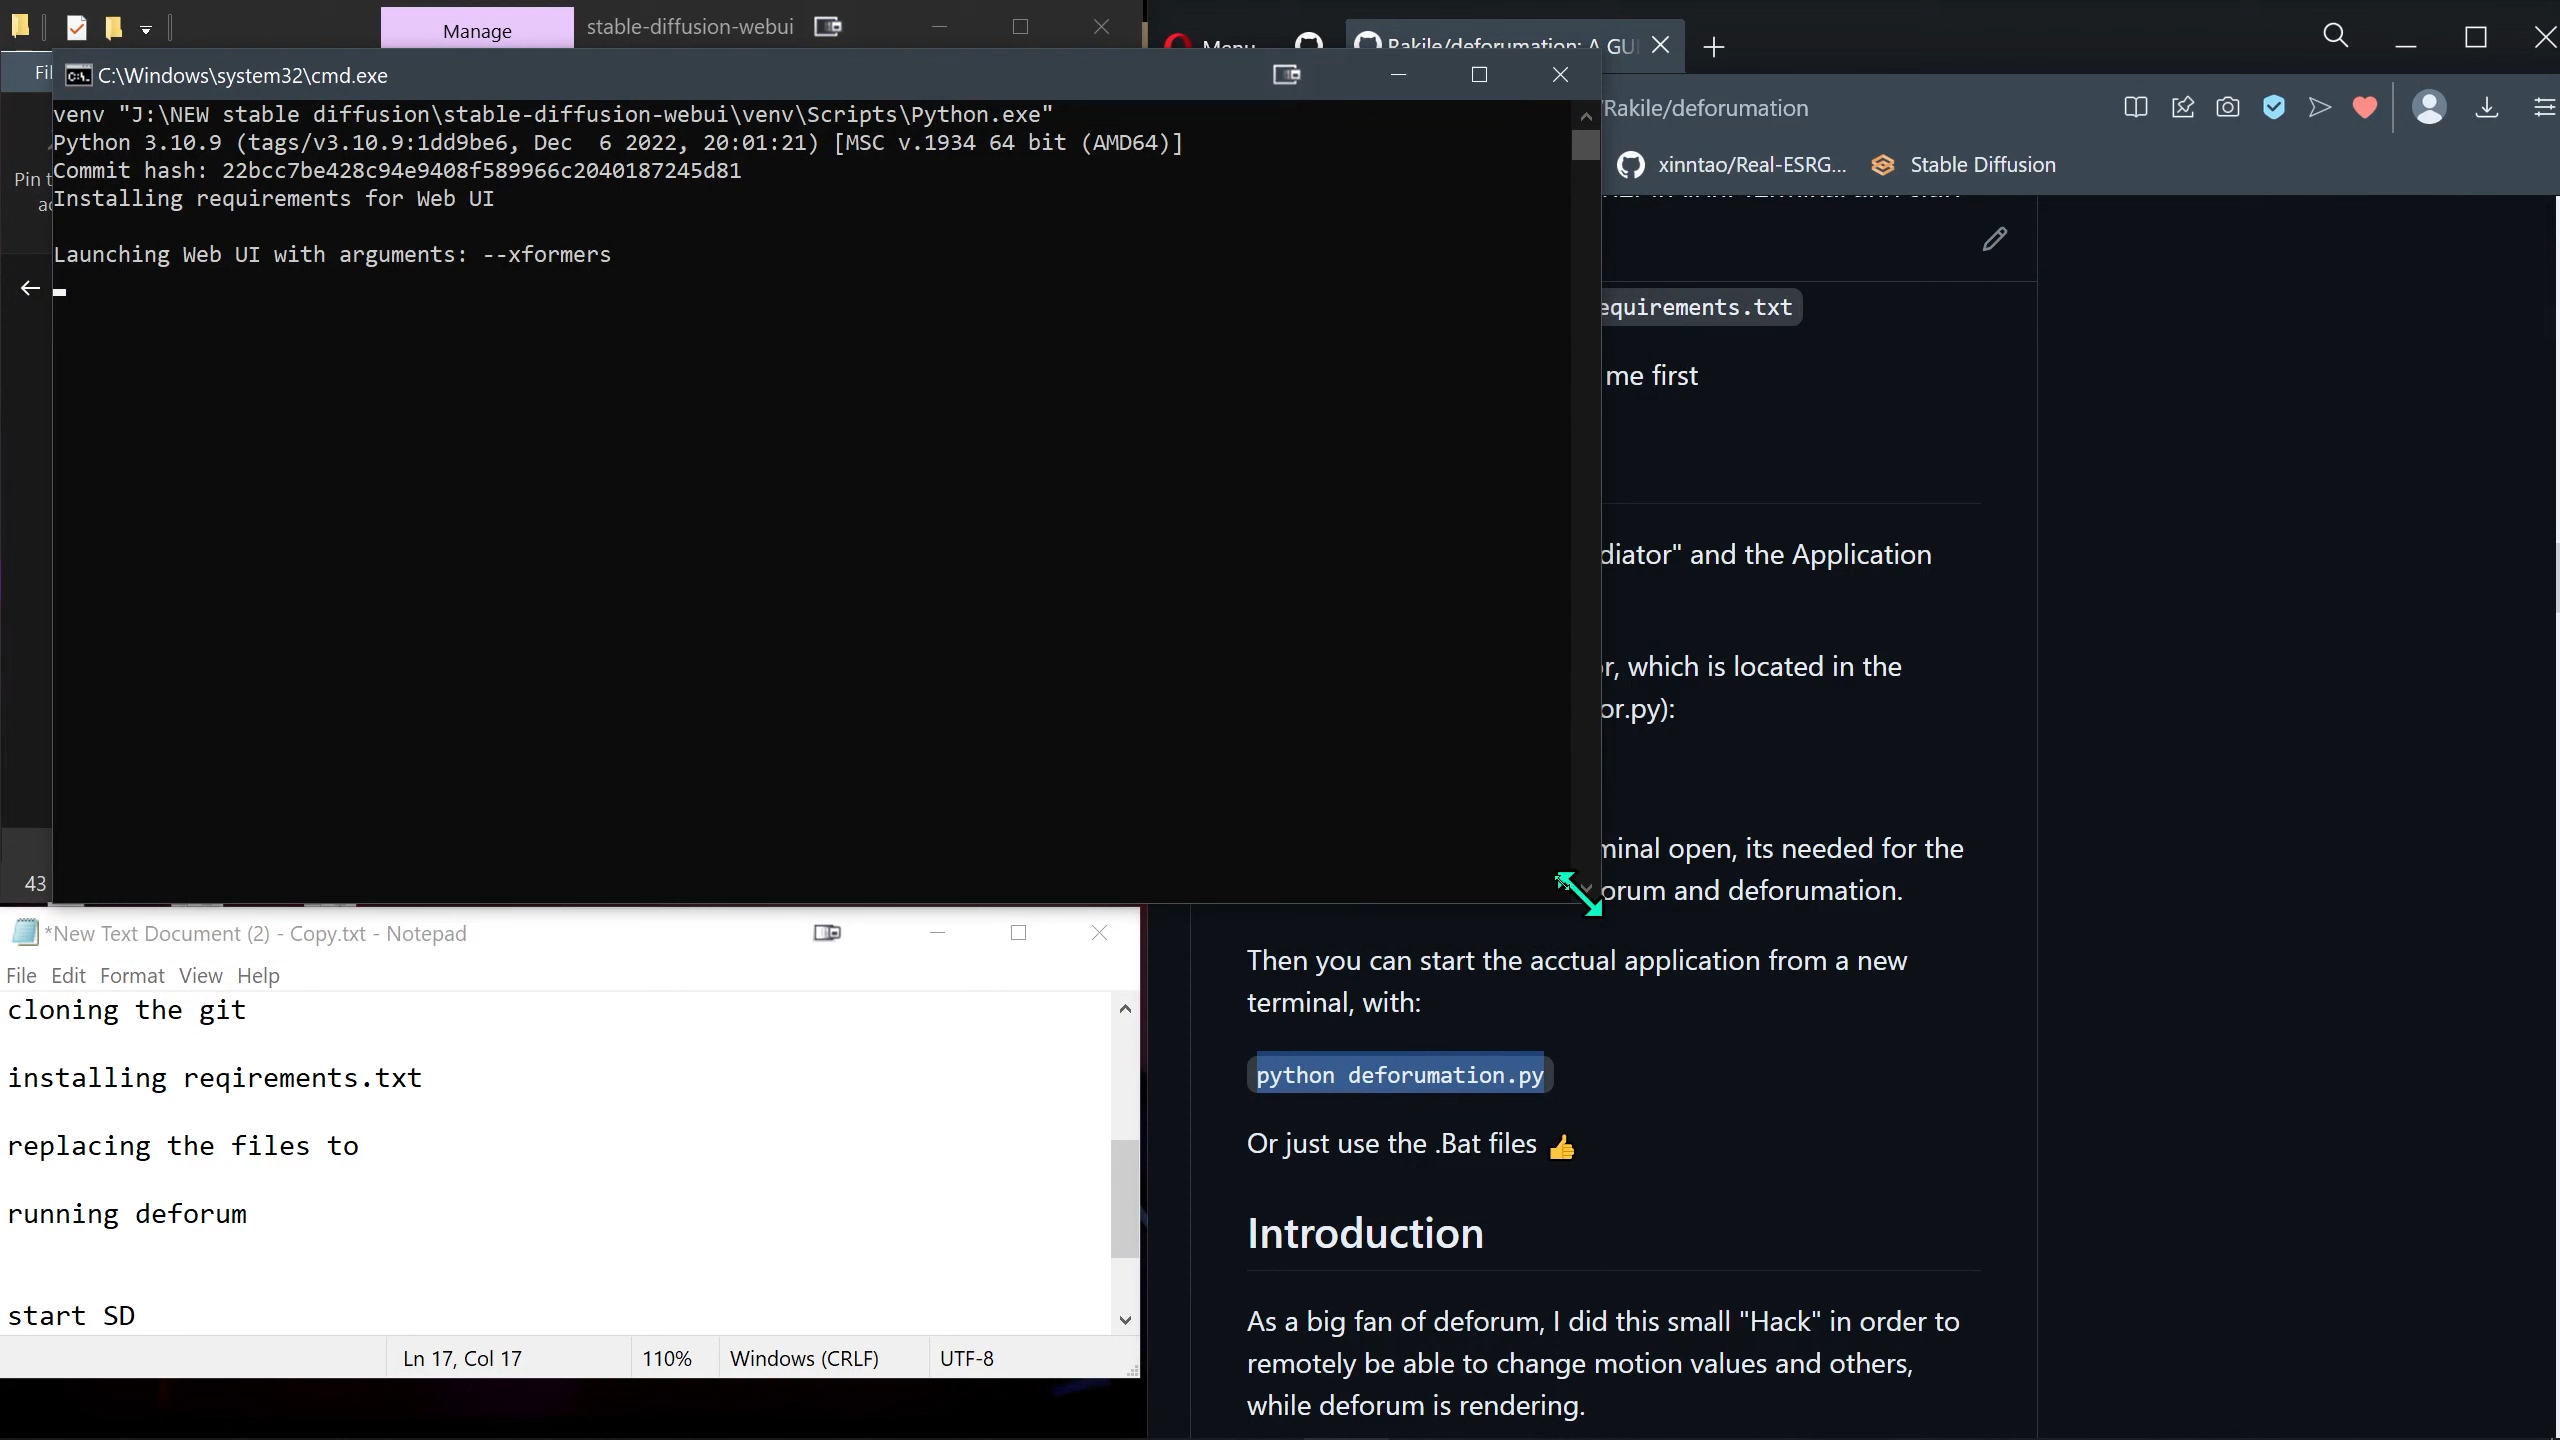 Manage
stable-diffusion-webui
C:\Windows\system32\cmd.exe
venv "J:\NEW stable diffusion\stable-diffusion-webui\venv\Scripts\Python.exe"
Python 3.10.9 (tags/v3.10.9:1dd9be6, Dec  6 2022, 20:01:21) [MSC v.1934 64 bit (AMD64)]
Commit hash: 22bcc7be428c94e9408f589966c2040187245d81
Installing requirements for Web UI
Launching Web UI with arguments: --xformers
Pin t
43
Menu
Rakile/deforumation: A GU
Rakile/deforumation
xinntao/Real-ESRG...
Stable Diffusion
equirements.txt
me first
diator" and the Application
r, which is located in the
or.py):
minal open, its needed for the
orum and deforumation.
Then you can start the acctual application from a new
terminal, with:
python deforumation.py
Or just use the .Bat files 👍
Introduction
As a big fan of deforum, I did this small "Hack" in order to
remotely be able to change motion values and others,
while deforum is rendering.
*New Text Document (2) - Copy.txt - Notepad
File Edit Format View Help
cloning the git
installing reqirements.txt
replacing the files to
running deforum
start SD
Ln 17, Col 17
110%
Windows (CRLF)
UTF-8